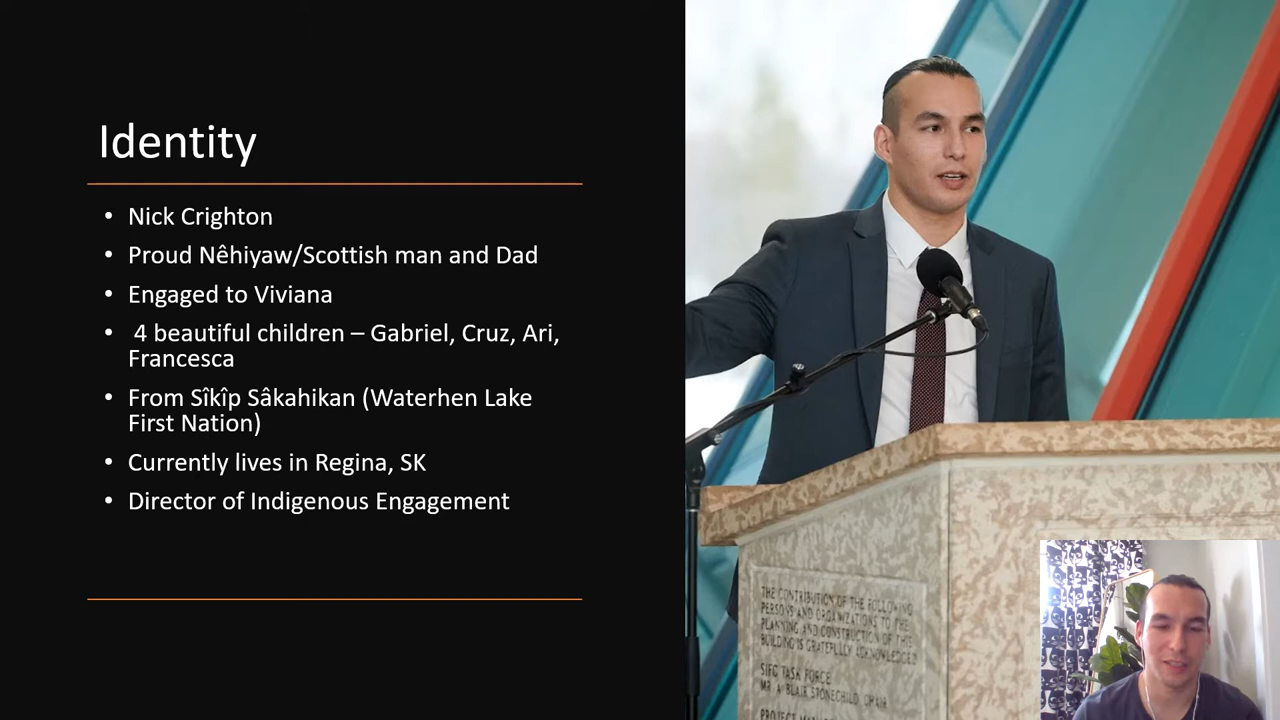 Identity
• Nick Crighton
• Proud Nêhiyaw/Scottish man and Dad
• Engaged to Viviana
• 4 beautiful children – Gabriel, Cruz, Ari,
Francesca
• From Sîkîp Sâkahikan (Waterhen Lake
First Nation)
• Currently lives in Regina, SK
• Director of Indigenous Engagement
THE CONTRIBUTION OF THE FOLLOWING
PERSONS AND ORGANIZATIONS TO THE
PLANNING AND CONSTRUCTION OF THIS
BUILDING IS GRATEFULLY ACKNOWLEDGED
SIFC TASK FORCE
MR A BLAIR STONECHILD CHAIR
PROJECT